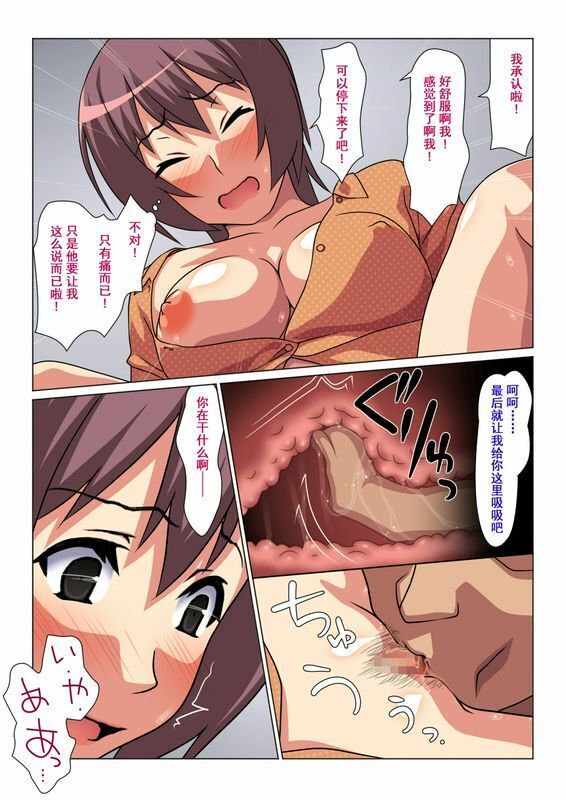 我承认啦！
好舒服啊我！
感觉到了啊我！
可以停下来了吧！
不对！
只有痛而已！
只是他要让我
这么说而已啦！
呵呵……
最后就让我给你这里吸吸吧
ぐりっ
你在干什么啊——
ちゅうぅっ
い、や、
ああっ…